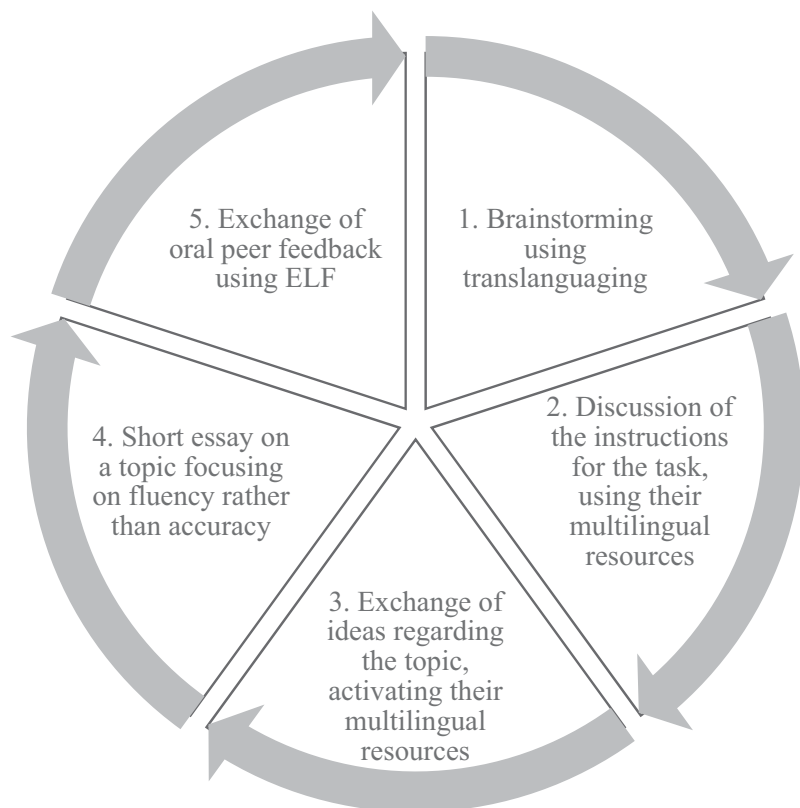 1. Brainstorming
using
translanguaging
2. Discussion of
the instructions
for the task,
using their
multilingual
resources
3. Exchange of
ideas regarding
the topic,
activating their
multilingual
resources
4. Short essay on
a topic focusing
on fluency rather
than accuracy
5. Exchange of
oral peer feedback
using ELF